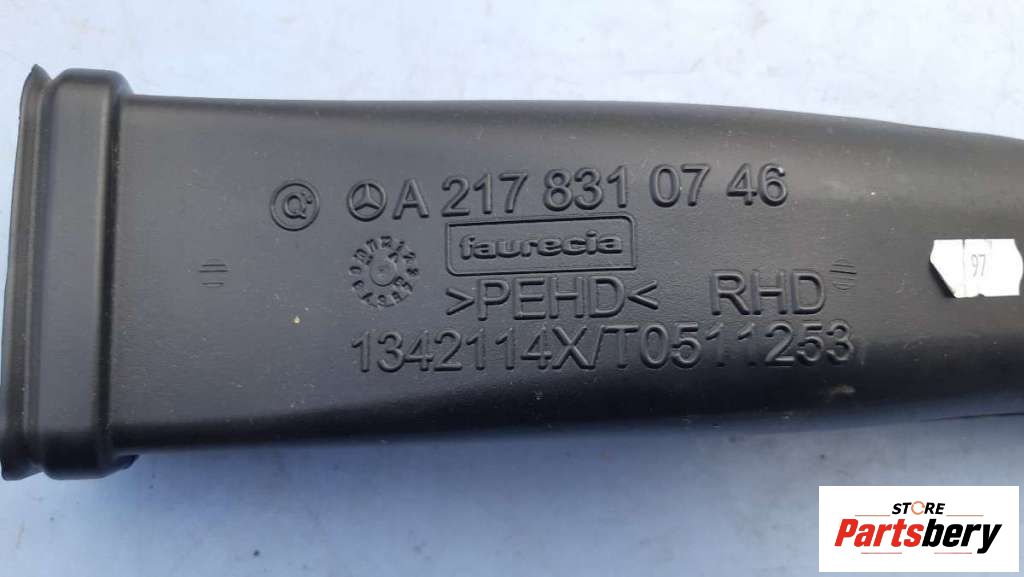 Q A 217 831 07 46
faurecia
>PEHD< RHD
1342114X/T0511253
97
STORE
Partsbery